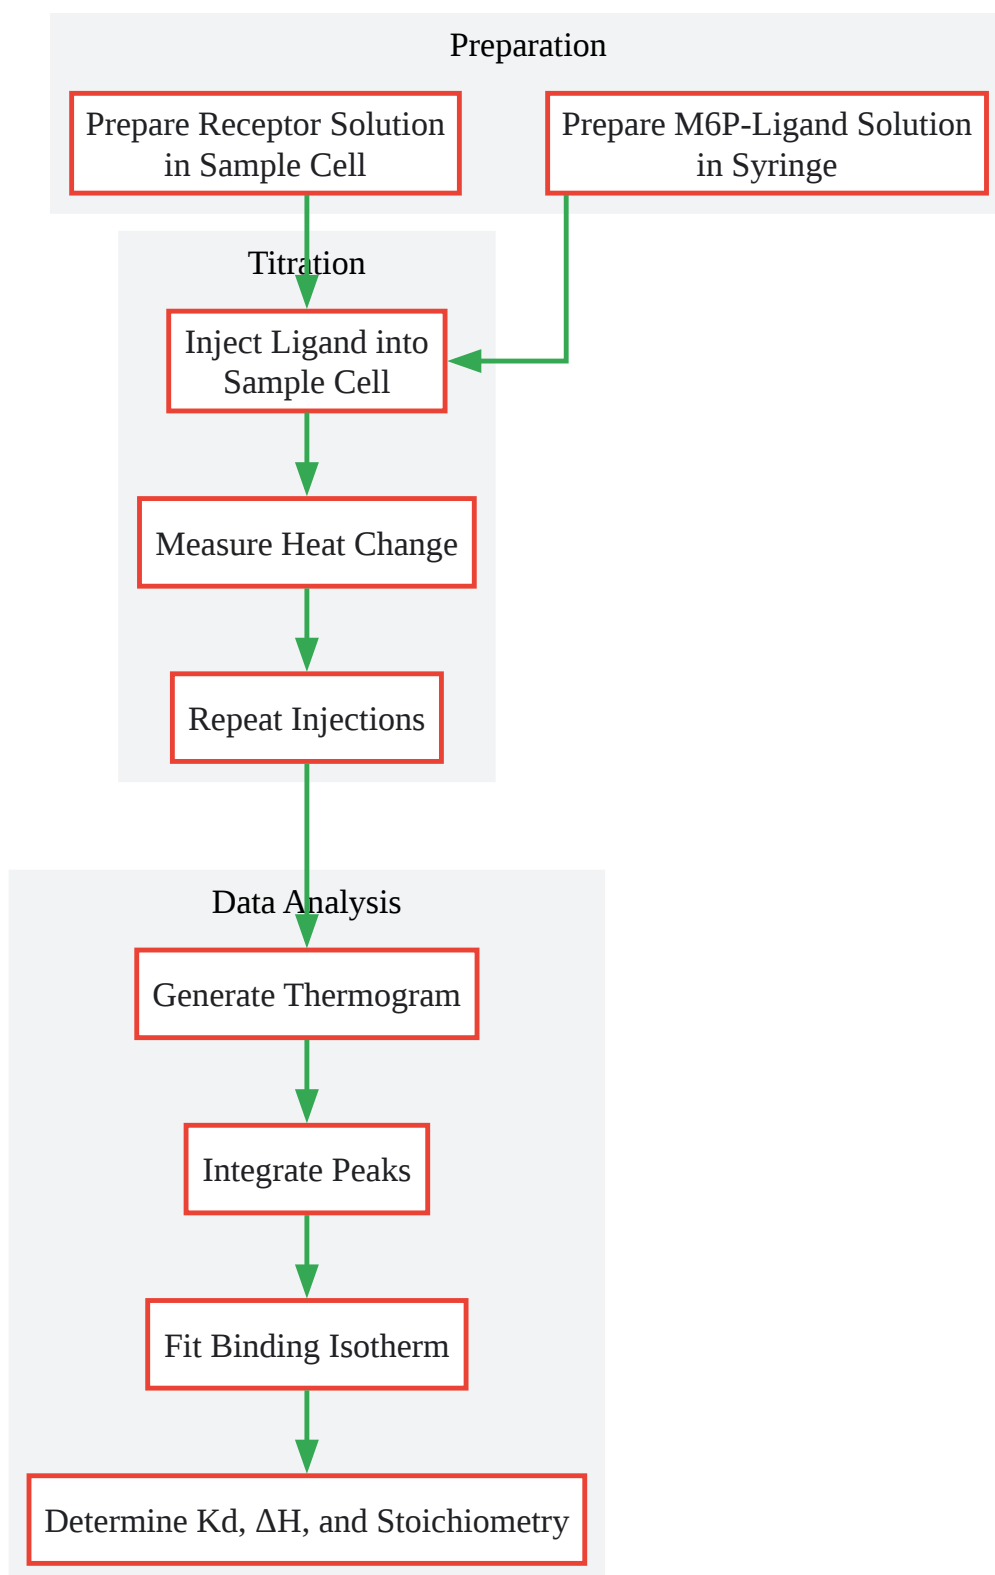 Preparation
Prepare Receptor Solution
in Sample Cell
Prepare M6P-Ligand Solution
in Syringe
Titration
Inject Ligand into
Sample Cell
Measure Heat Change
Repeat Injections
Data Analysis
Generate Thermogram
Integrate Peaks
Fit Binding Isotherm
Determine Kd, ΔH, and Stoichiometry